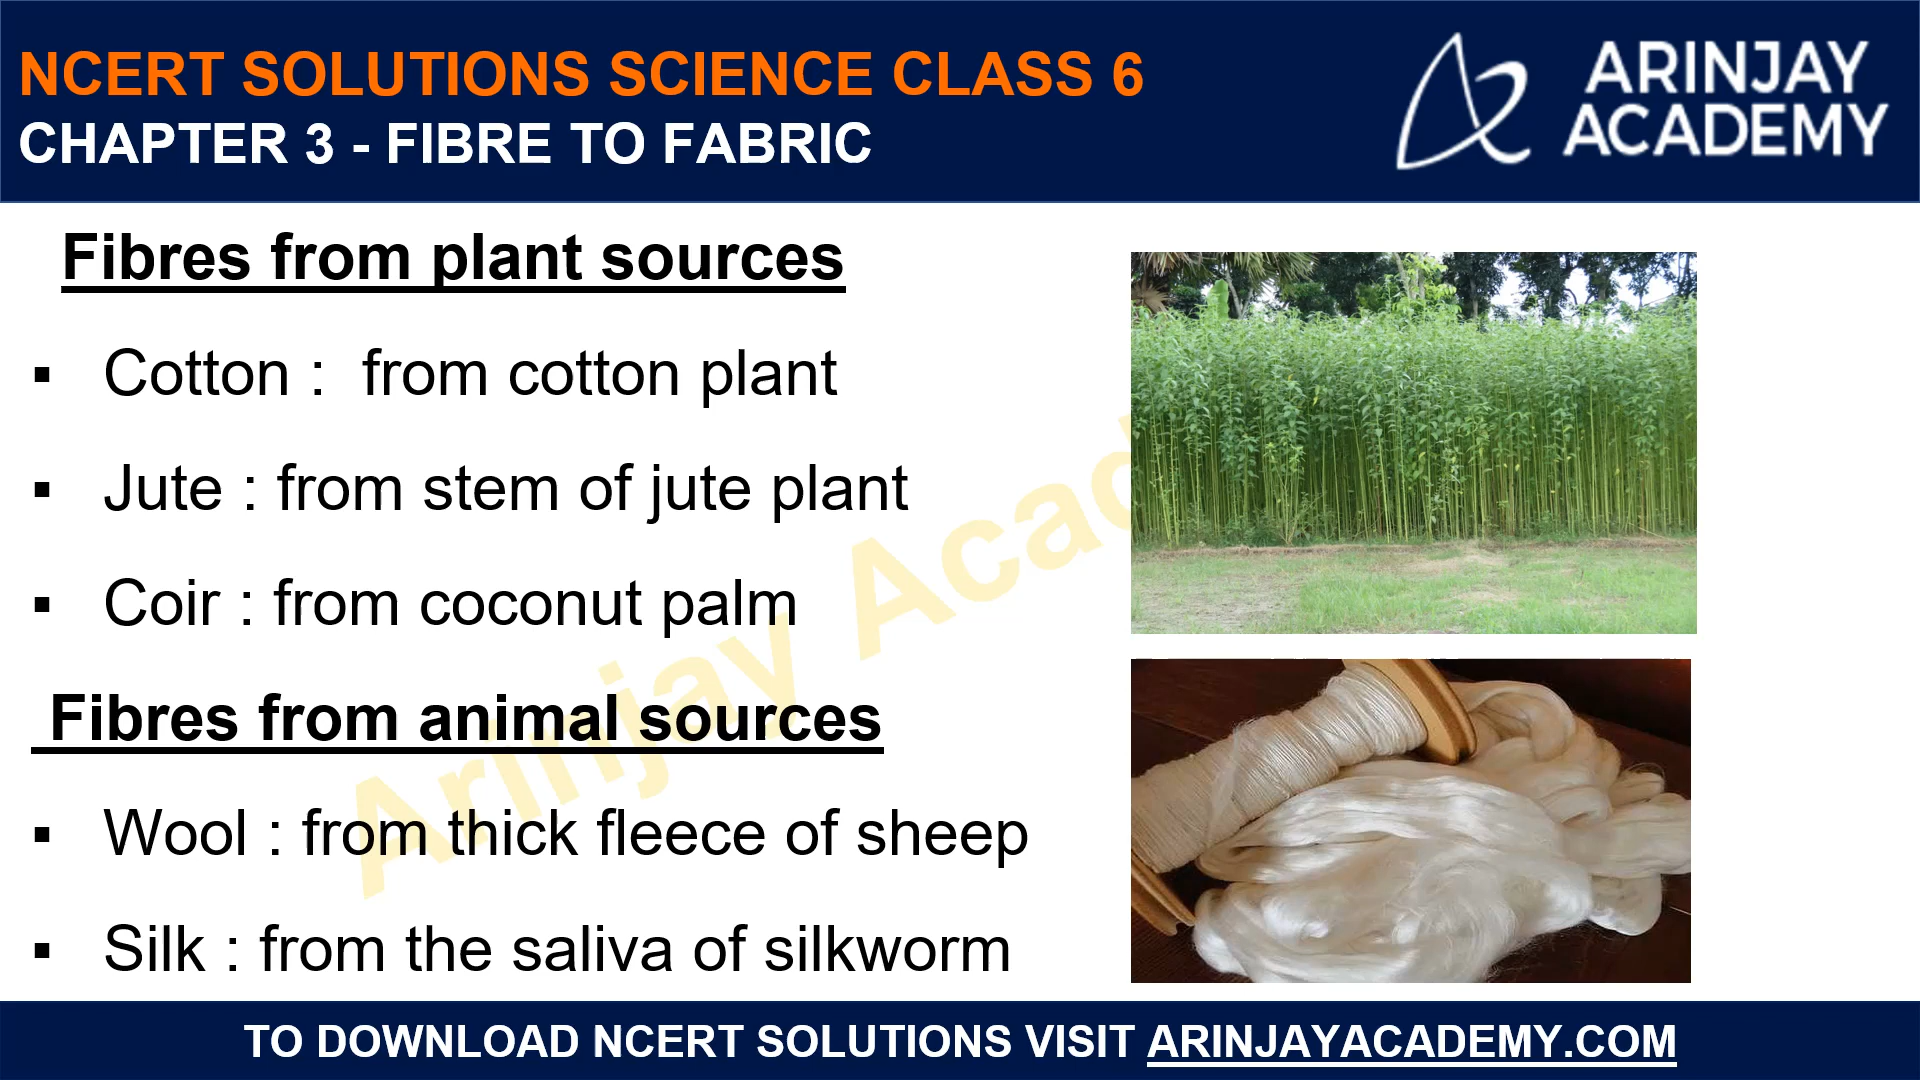 NCERT SOLUTIONS SCIENCE CLASS 6
CHAPTER 3 - FIBRE TO FABRIC
ARINJAY
ACADEMY
Fibres from plant sources
▪ Cotton :  from cotton plant
▪ Jute : from stem of jute plant
▪ Coir : from coconut palm
Fibres from animal sources
▪ Wool : from thick fleece of sheep
▪ Silk : from the saliva of silkworm
Arinjay Acad
TO DOWNLOAD NCERT SOLUTIONS VISIT ARINJAYACADEMY.COM